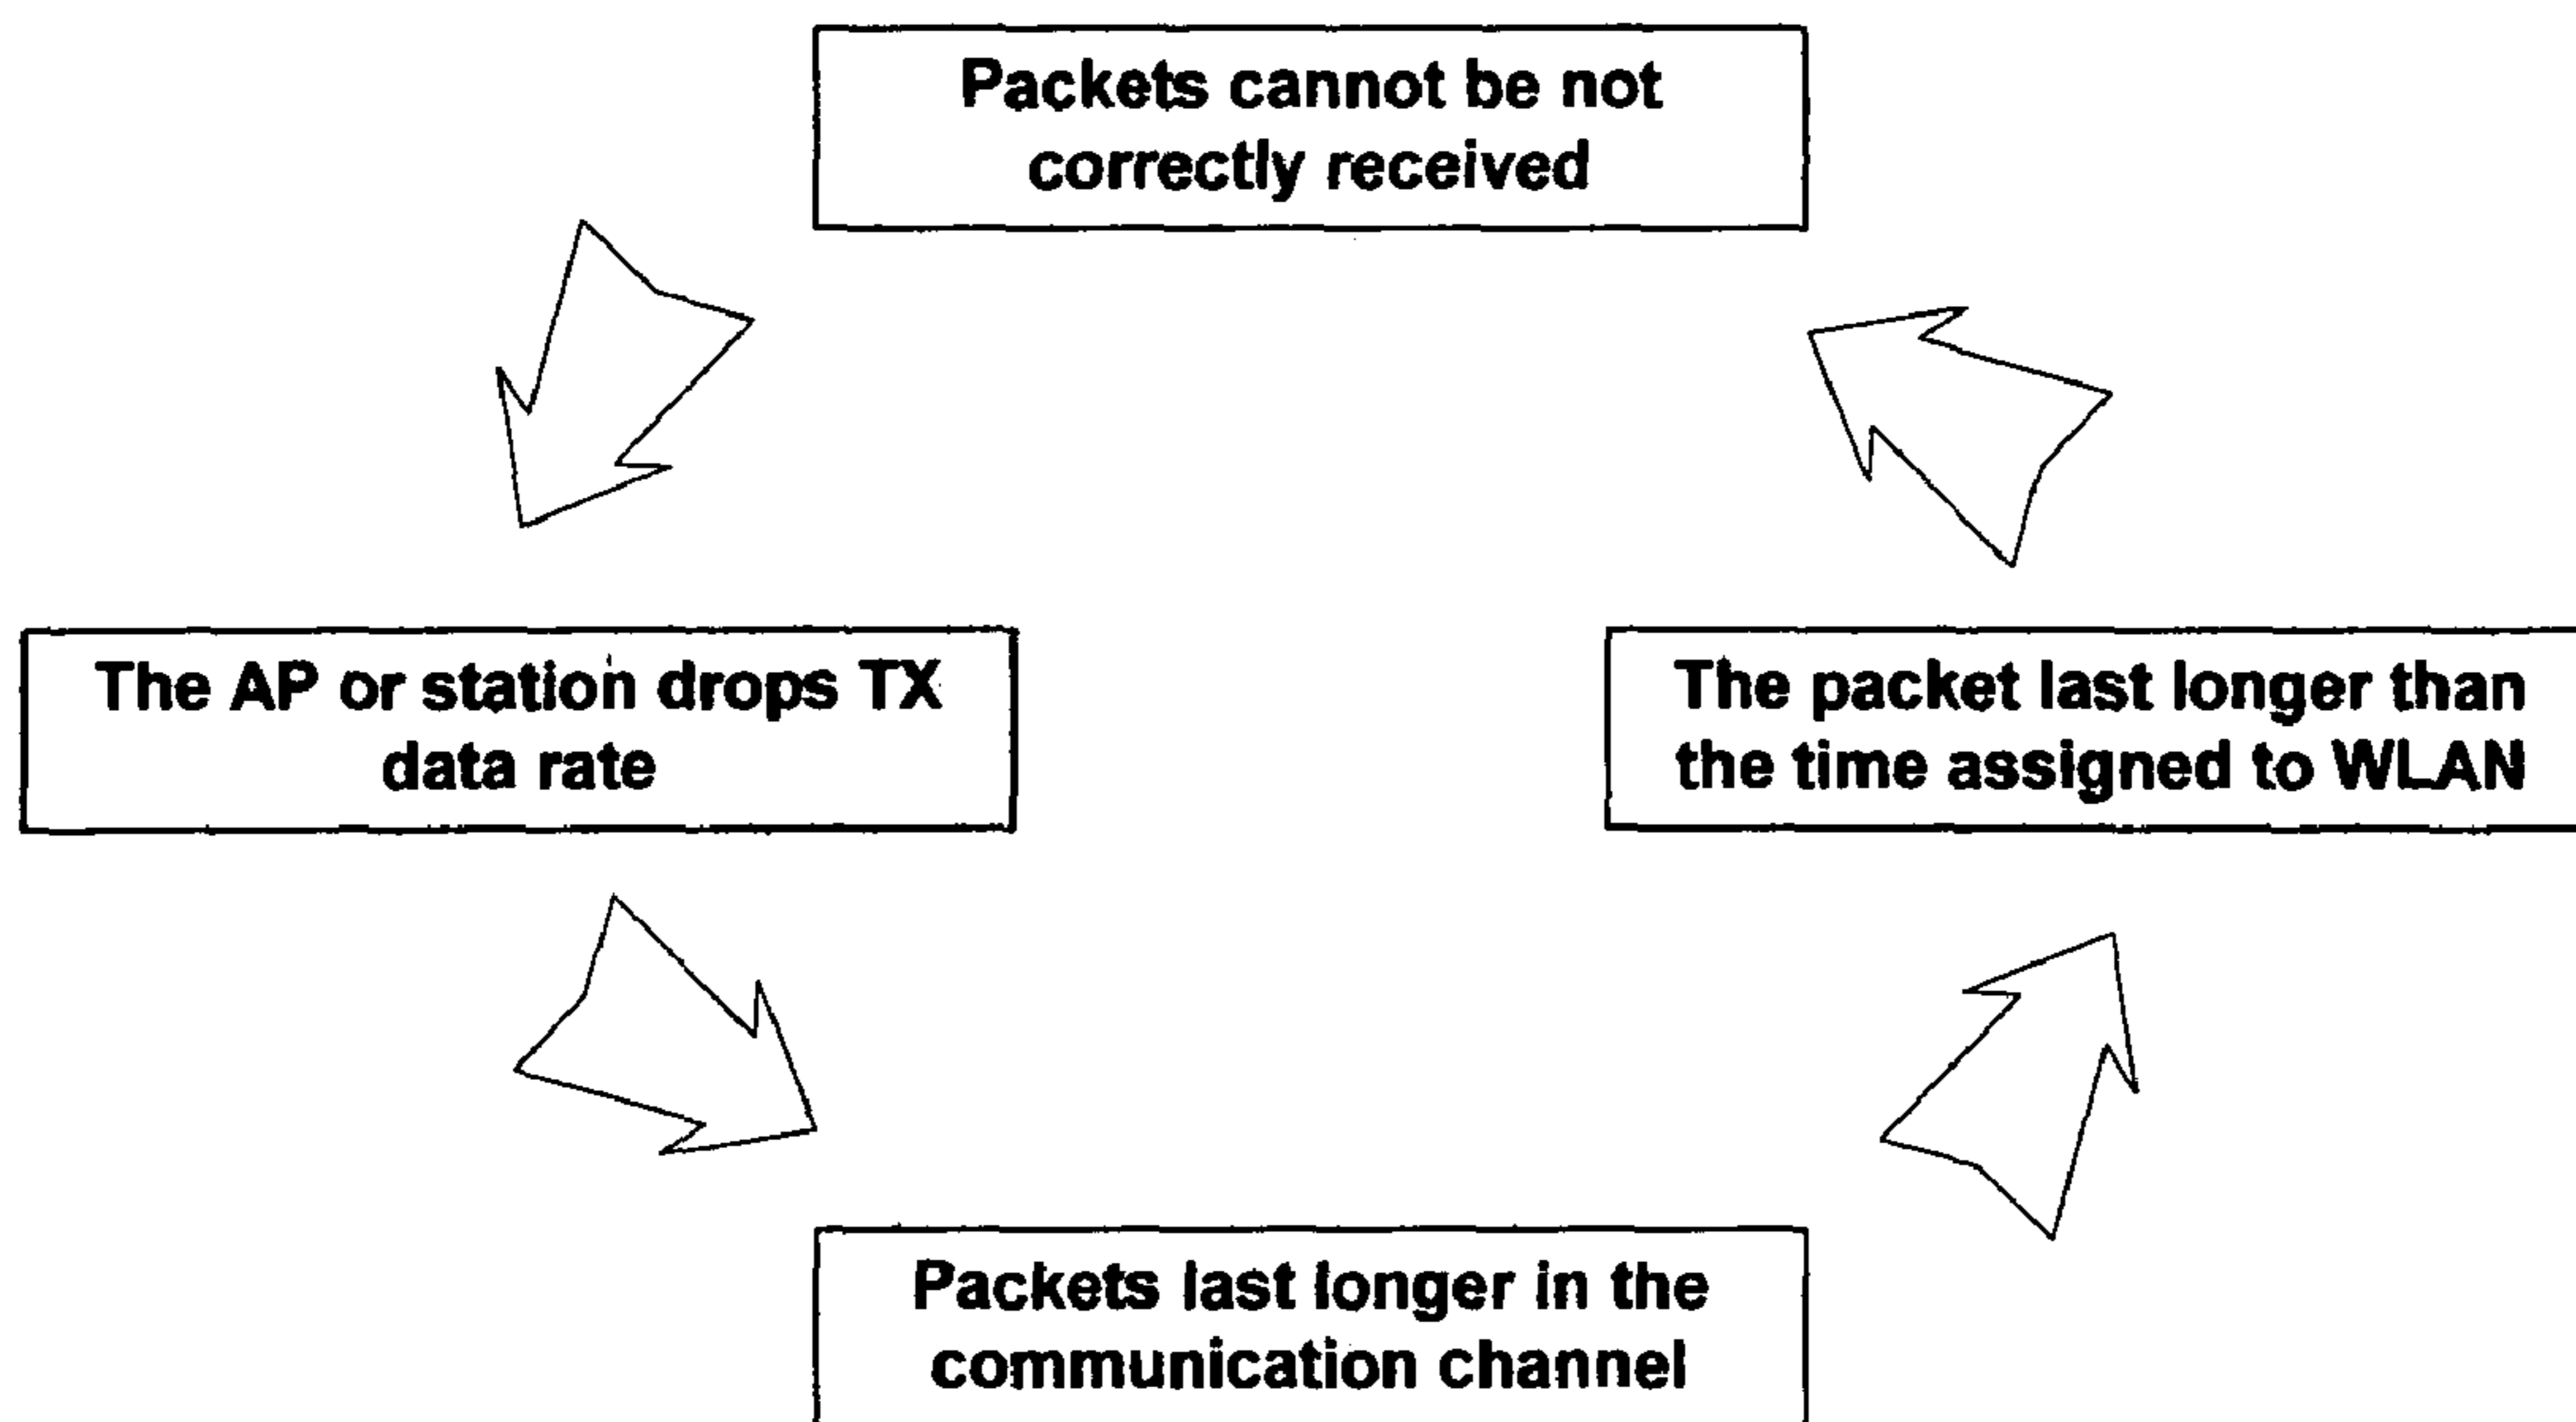 Packets cannot be not
correctly received
The AP or station drops TX
data rate
The packet last longer than
the time assigned to WLAN
Packets last longer in the
communication channel